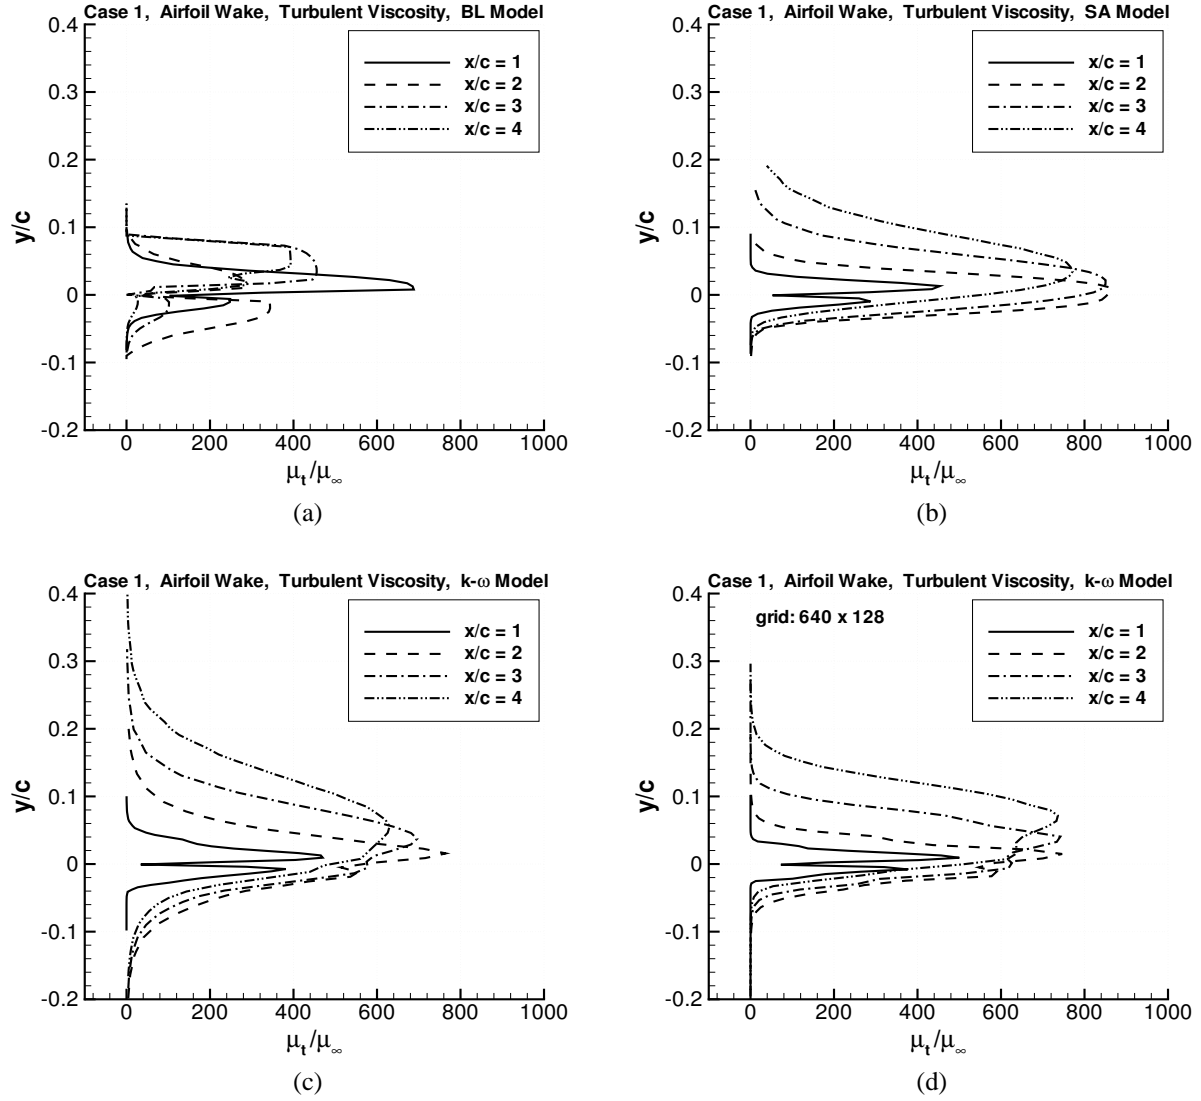 Case 1, Airfoil Wake, Turbulent Viscosity, BL Model
0.4
0.3
0.2
0.1
0
-0.1
-0.2
y/c
x/c = 1
x/c = 2
x/c = 3
x/c = 4
0 200 400 600 800 1000
μt/μ∞
(a)
Case 1, Airfoil Wake, Turbulent Viscosity, SA Model
0.4
0.3
0.2
0.1
0
-0.1
-0.2
y/c
x/c = 1
x/c = 2
x/c = 3
x/c = 4
0 200 400 600 800 1000
μt/μ∞
(b)
Case 1, Airfoil Wake, Turbulent Viscosity, k-ω Model
0.4
0.3
0.2
0.1
0
-0.1
-0.2
y/c
x/c = 1
x/c = 2
x/c = 3
x/c = 4
0 200 400 600 800 1000
μt/μ∞
(c)
Case 1, Airfoil Wake, Turbulent Viscosity, k-ω Model
grid: 640 x 128
0.4
0.3
0.2
0.1
0
-0.1
-0.2
y/c
x/c = 1
x/c = 2
x/c = 3
x/c = 4
0 200 400 600 800 1000
μt/μ∞
(d)